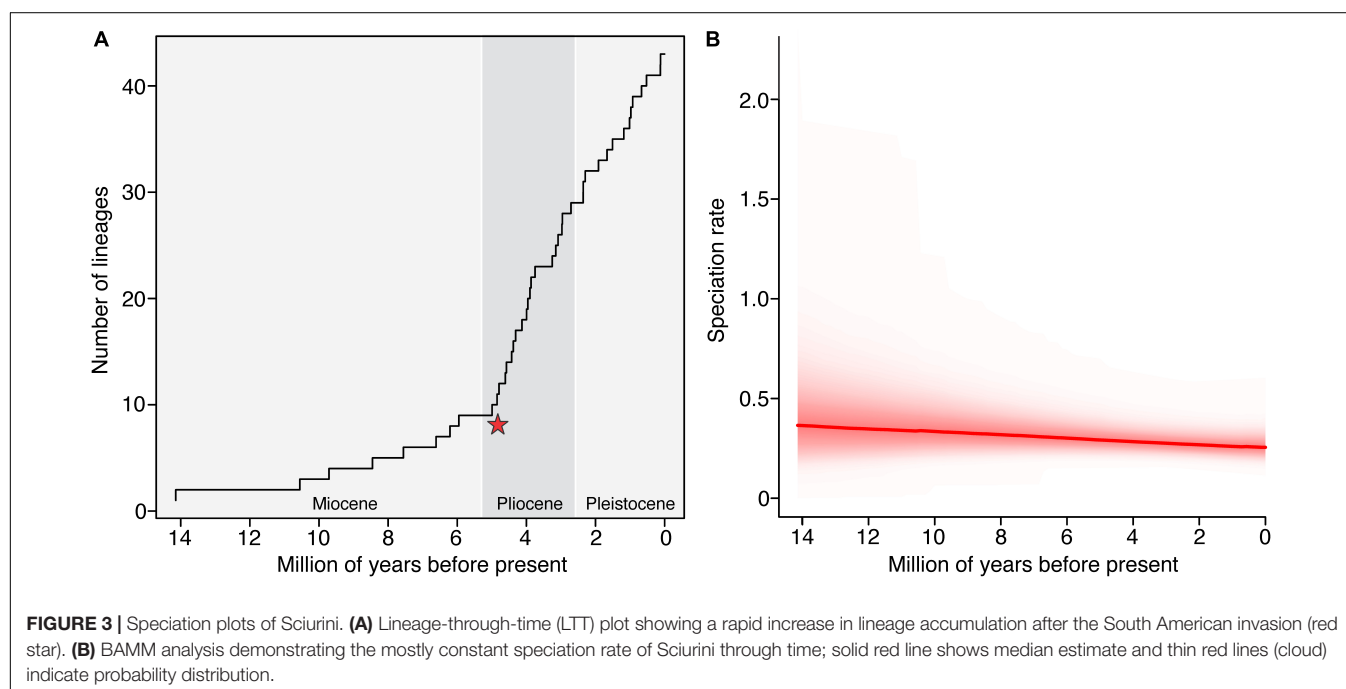 A
Number of lineages
40
30
20
10
0
Miocene
Pliocene
Pleistocene
14 12 10 8 6 4 2 0
Million of years before present
B
Speciation rate
2.0
1.5
1.0
0.5
0
14 12 10 8 6 4 2 0
Million of years before present
FIGURE 3 | Speciation plots of Sciurini. (A) Lineage-through-time (LTT) plot showing a rapid increase in lineage accumulation after the South American invasion (red
star). (B) BAMM analysis demonstrating the mostly constant speciation rate of Sciurini through time; solid red line shows median estimate and thin red lines (cloud)
indicate probability distribution.